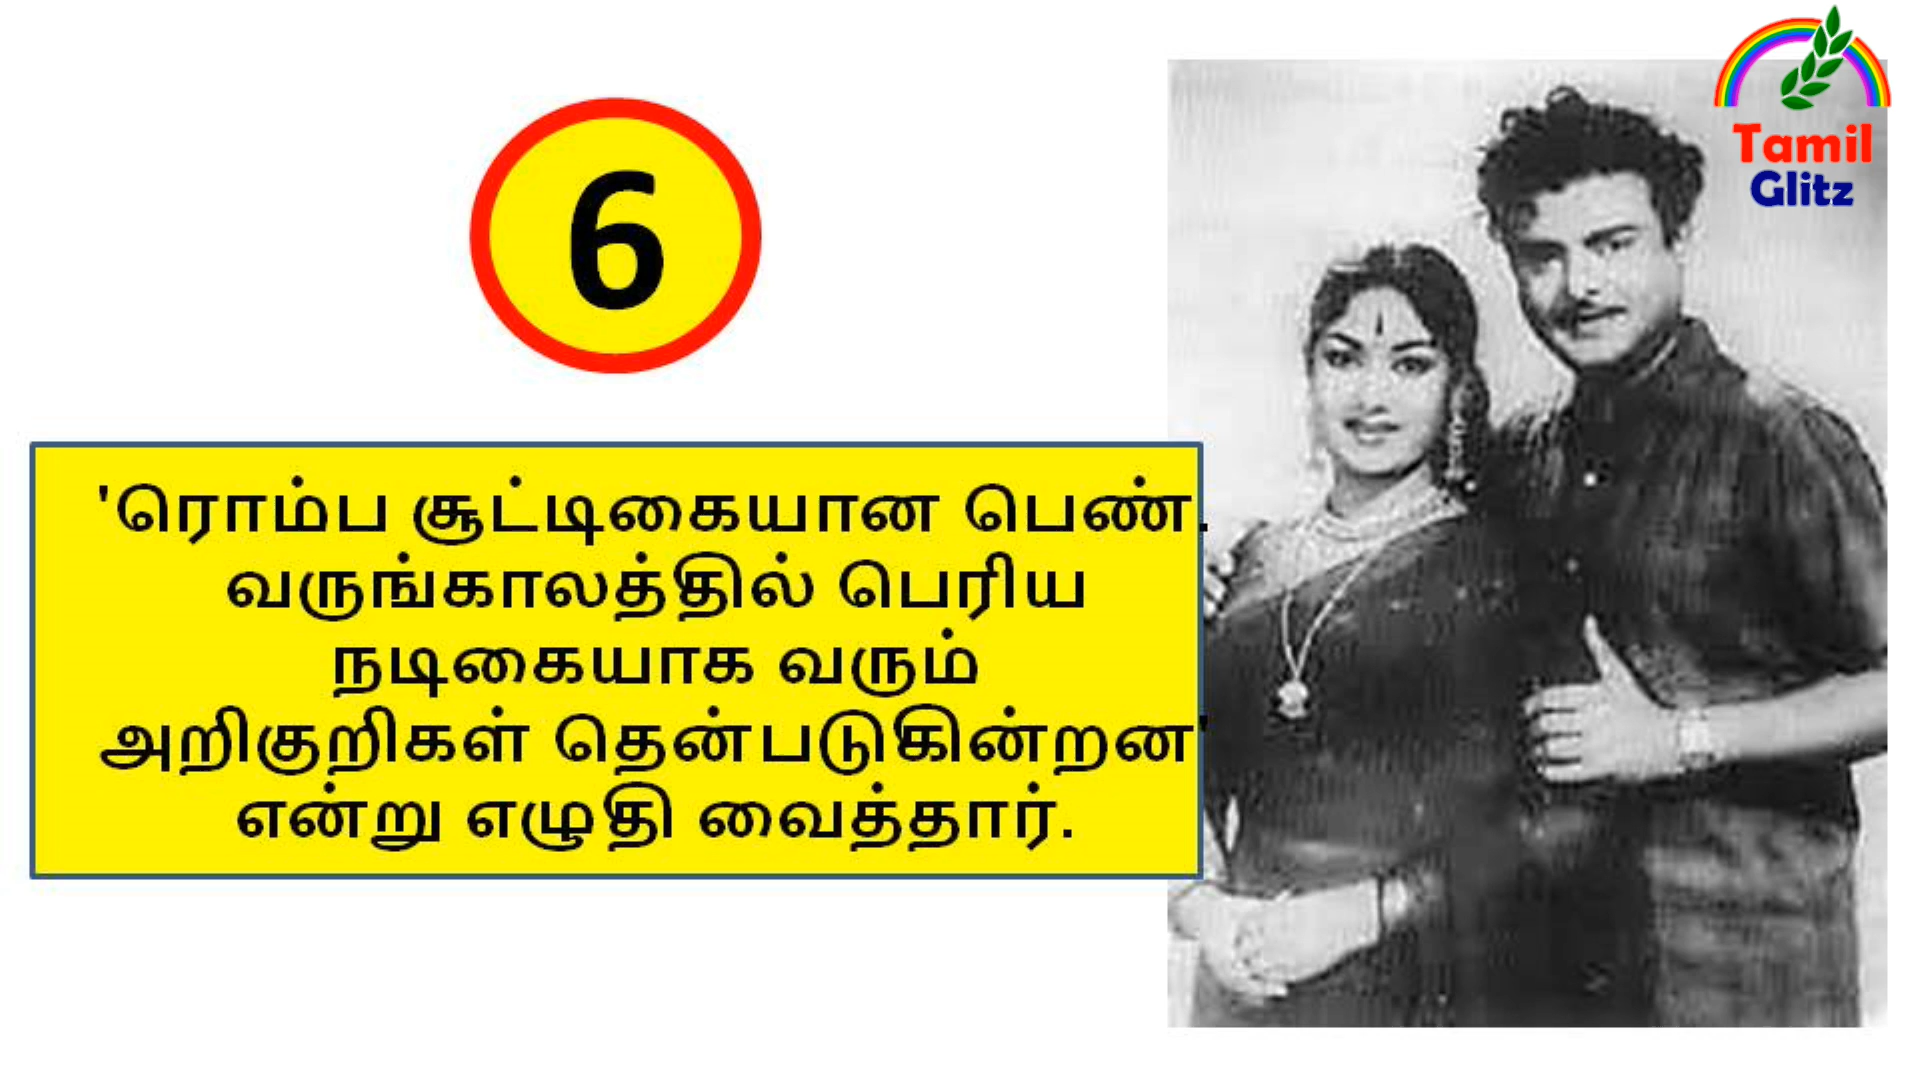 6
'ரொம்ப சூட்டிகையான பெண்.
வருங்காலத்தில் பெரிய
நடிகையாக வரும்
அறிகுறிகள் தென்படுகின்றன'
என்று எழுதி வைத்தார்.
Tamil
Glitz